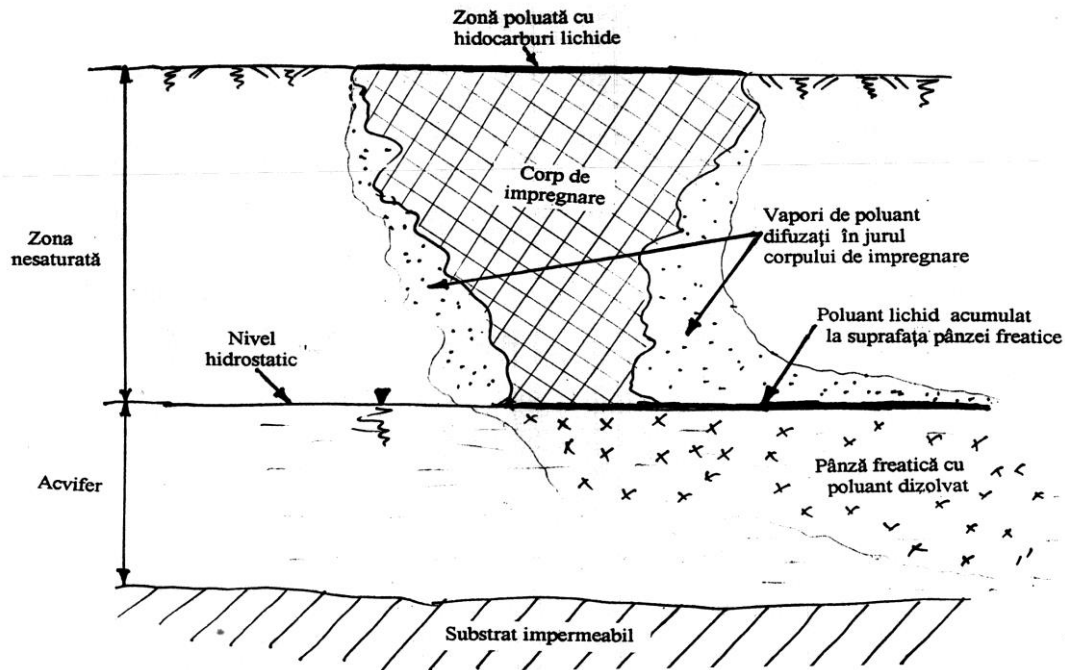 Zonă poluată cu
hidocarburi lichide
Corp de
impregnare
Zona
nesaturată
Vapori de poluant
difuzați în jurul
corpului de impregnare
Poluant lichid acumulat
la suprafața pânzei freatice
Nivel
hidrostatic
Acvifer
Pânză freatică cu
poluant dizolvat
Substrat impermeabil